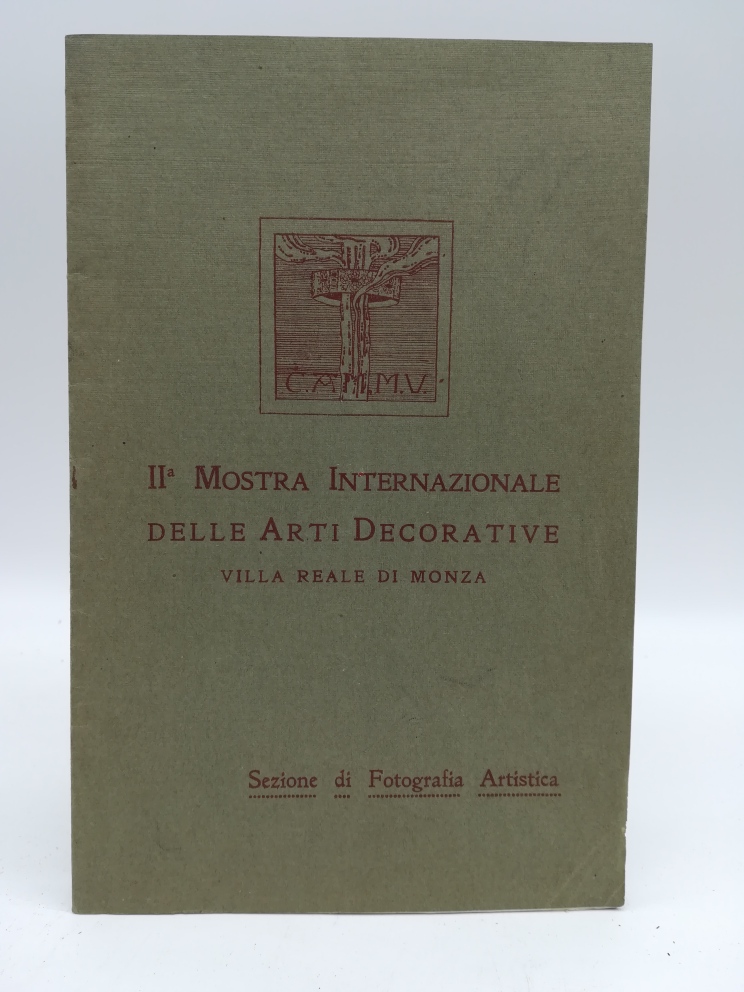 C.A.M.M.V.
IIª MOSTRA INTERNAZIONALE
DELLE ARTI DECORATIVE
VILLA REALE DI MONZA
Sezione di Fotografia Artistica